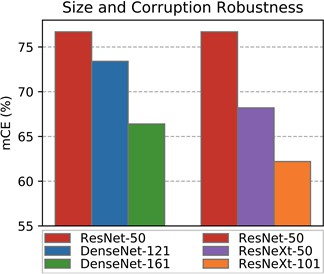 Size and Corruption Robustness
mCE (%)
75
70
65
60
55
ResNet-50
DenseNet-121
DenseNet-161
ResNet-50
ResNeXt-50
ResNeXt-101